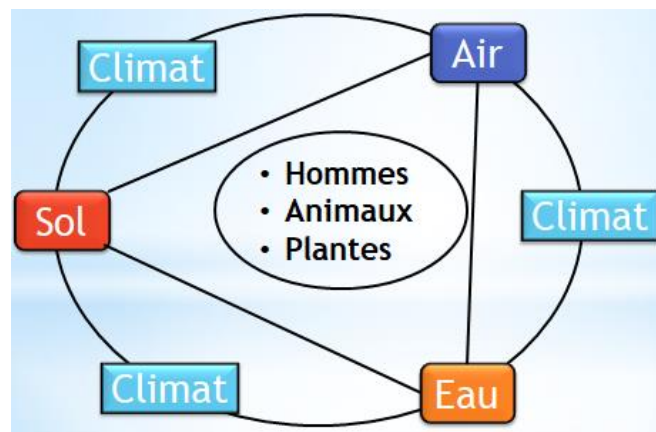 Climat
Air
• Hommes
• Animaux
• Plantes
Sol
Climat
Climat
Eau